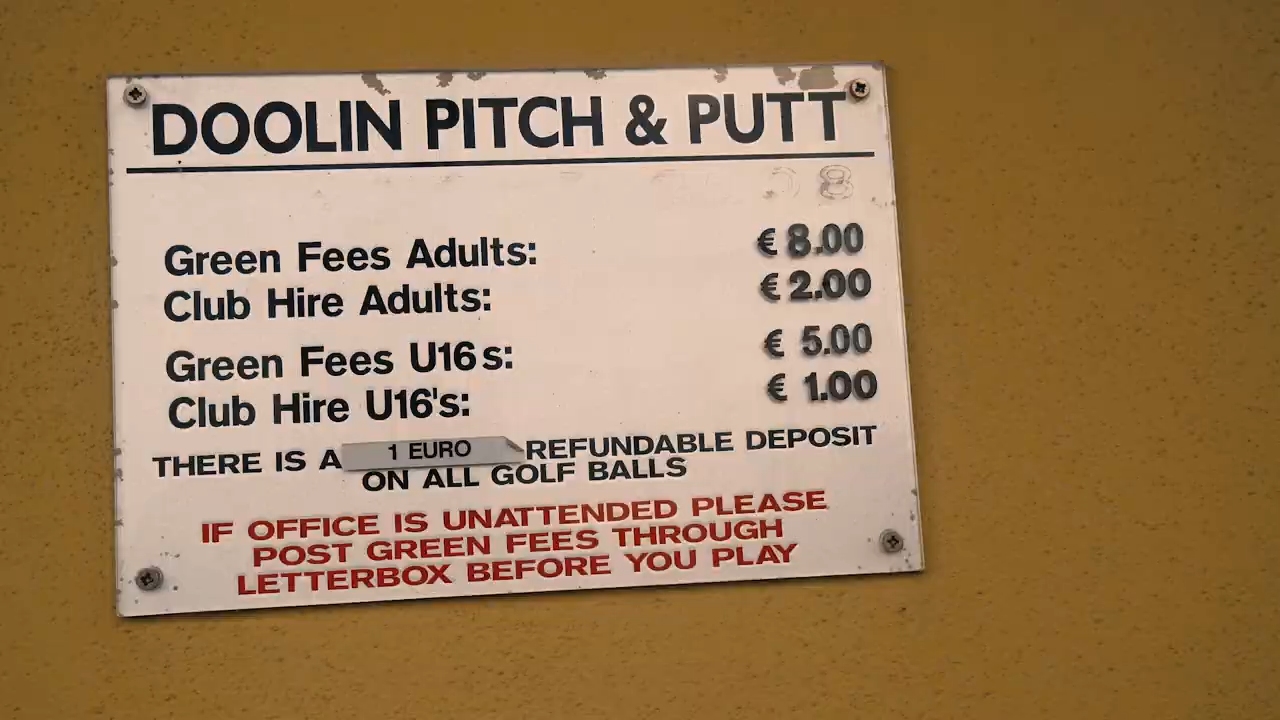 DOOLIN PITCH & PUTT
8
Green Fees Adults: € 8.00
Club Hire Adults: € 2.00
Green Fees U16s: € 5.00
Club Hire U16's: € 1.00
THERE IS A 1 EURO REFUNDABLE DEPOSIT
ON ALL GOLF BALLS
IF OFFICE IS UNATTENDED PLEASE
POST GREEN FEES THROUGH
LETTERBOX BEFORE YOU PLAY